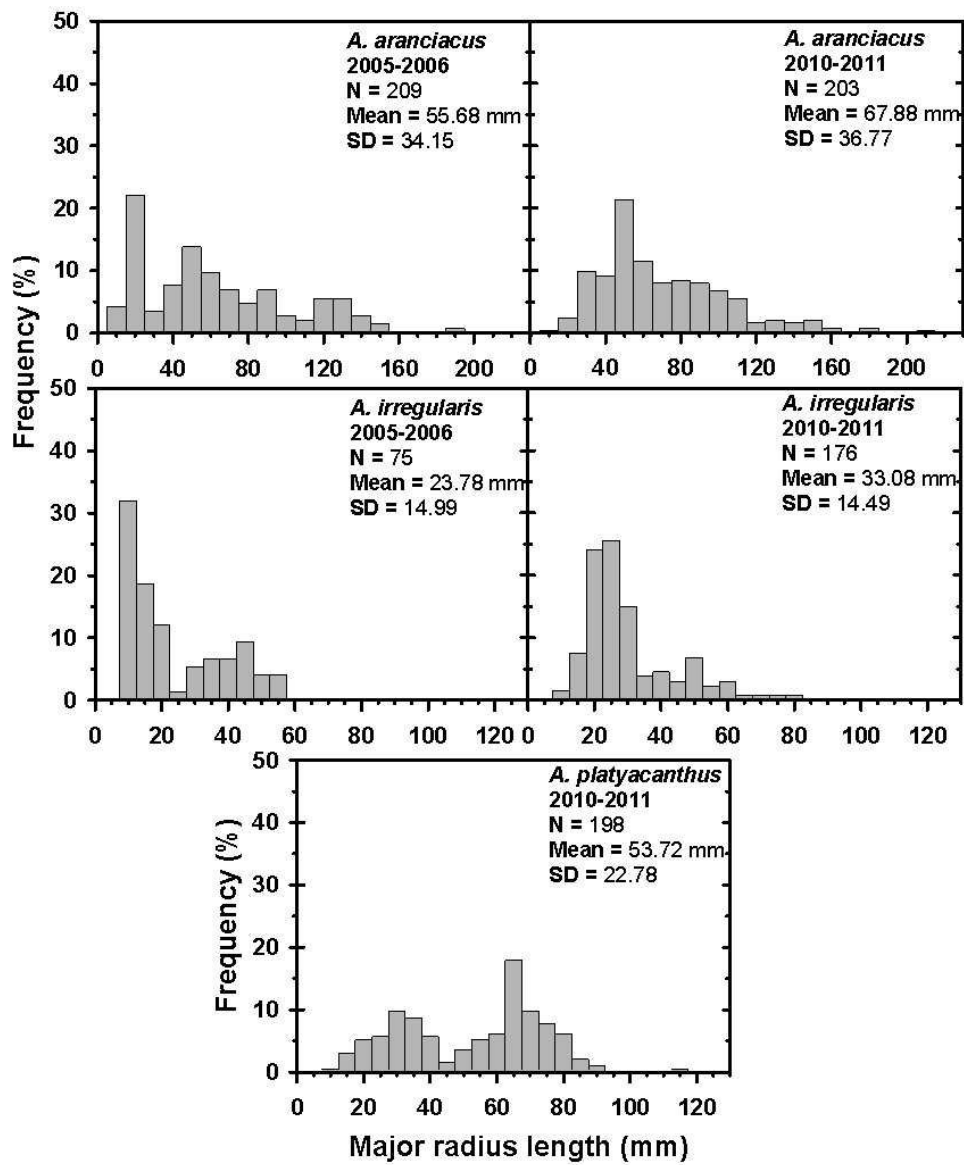 50
40
30
20
10
0
Frequency (%)
A. aranciacus
2005-2006
N = 209
Mean = 55.68 mm
SD = 34.15
0 40 80 120 160 200
A. aranciacus
2010-2011
N = 203
Mean = 67.88 mm
SD = 36.77
40 80 120 160 200
50
40
30
20
10
0
A. irregularis
2005-2006
N = 75
Mean = 23.78 mm
SD = 14.99
0 20 40 60 80 100 120
A. irregularis
2010-2011
N = 176
Mean = 33.08 mm
SD = 14.49
0 20 40 60 80 100 120
50
40
30
20
10
0
Frequency (%)
A. platyacanthus
2010-2011
N = 198
Mean = 53.72 mm
SD = 22.78
0 20 40 60 80 100 120
Major radius length (mm)